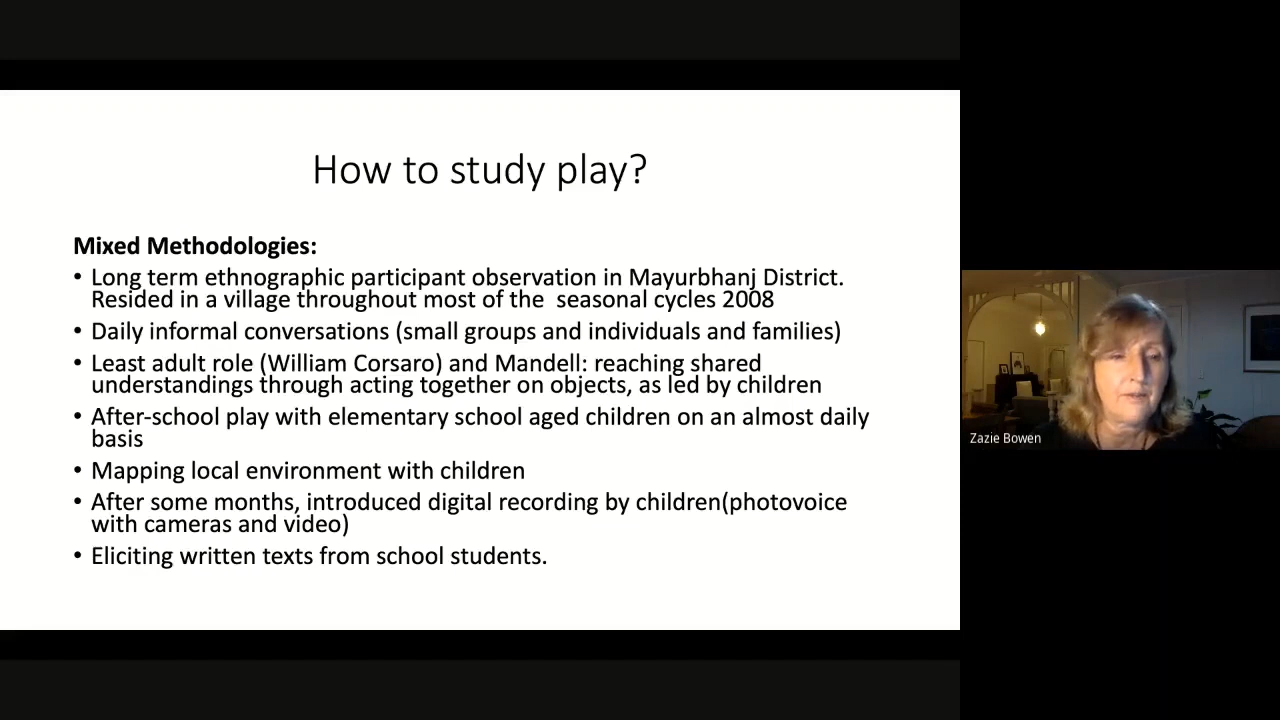 How to study play?
Mixed Methodologies:
• Long term ethnographic participant observation in Mayurbhanj District.
Resided in a village throughout most of the  seasonal cycles 2008
• Daily informal conversations (small groups and individuals and families)
• Least adult role (William Corsaro) and Mandell: reaching shared
understandings through acting together on objects, as led by children
• After-school play with elementary school aged children on an almost daily
basis
• Mapping local environment with children
• After some months, introduced digital recording by children(photovoice
with cameras and video)
• Eliciting written texts from school students.
Zazie Bowen